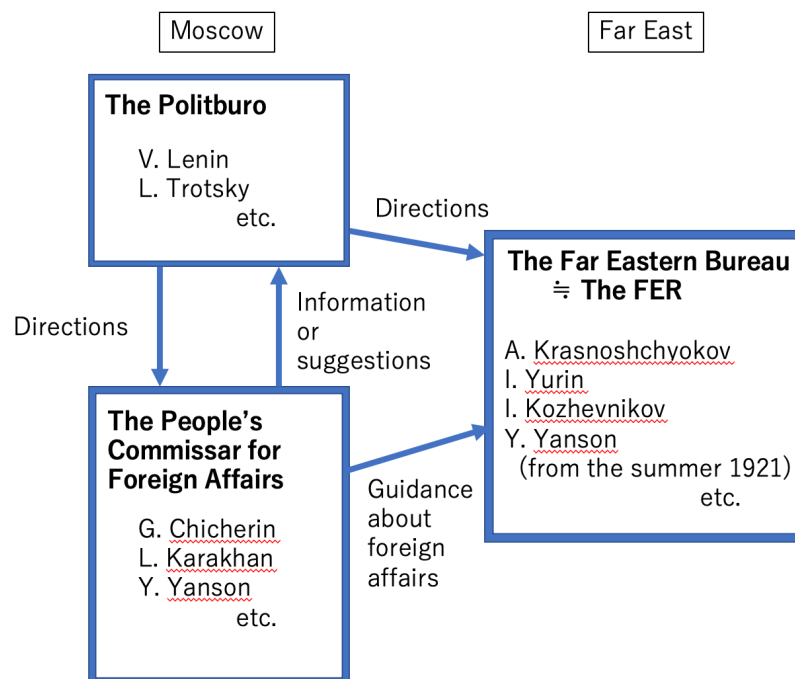 Moscow
Far East
The Politburo
V. Lenin
L. Trotsky
etc.
Directions
Directions
Information
or
suggestions
The People’s
Commissar for
Foreign Affairs
G. Chicherin
L. Karakhan
Y. Yanson
etc.
Guidance
about
foreign
affairs
The Far Eastern Bureau
≒ The FER
A. Krasnoshchyokov
I. Yurin
I. Kozhevnikov
Y. Yanson
(from the summer 1921)
etc.